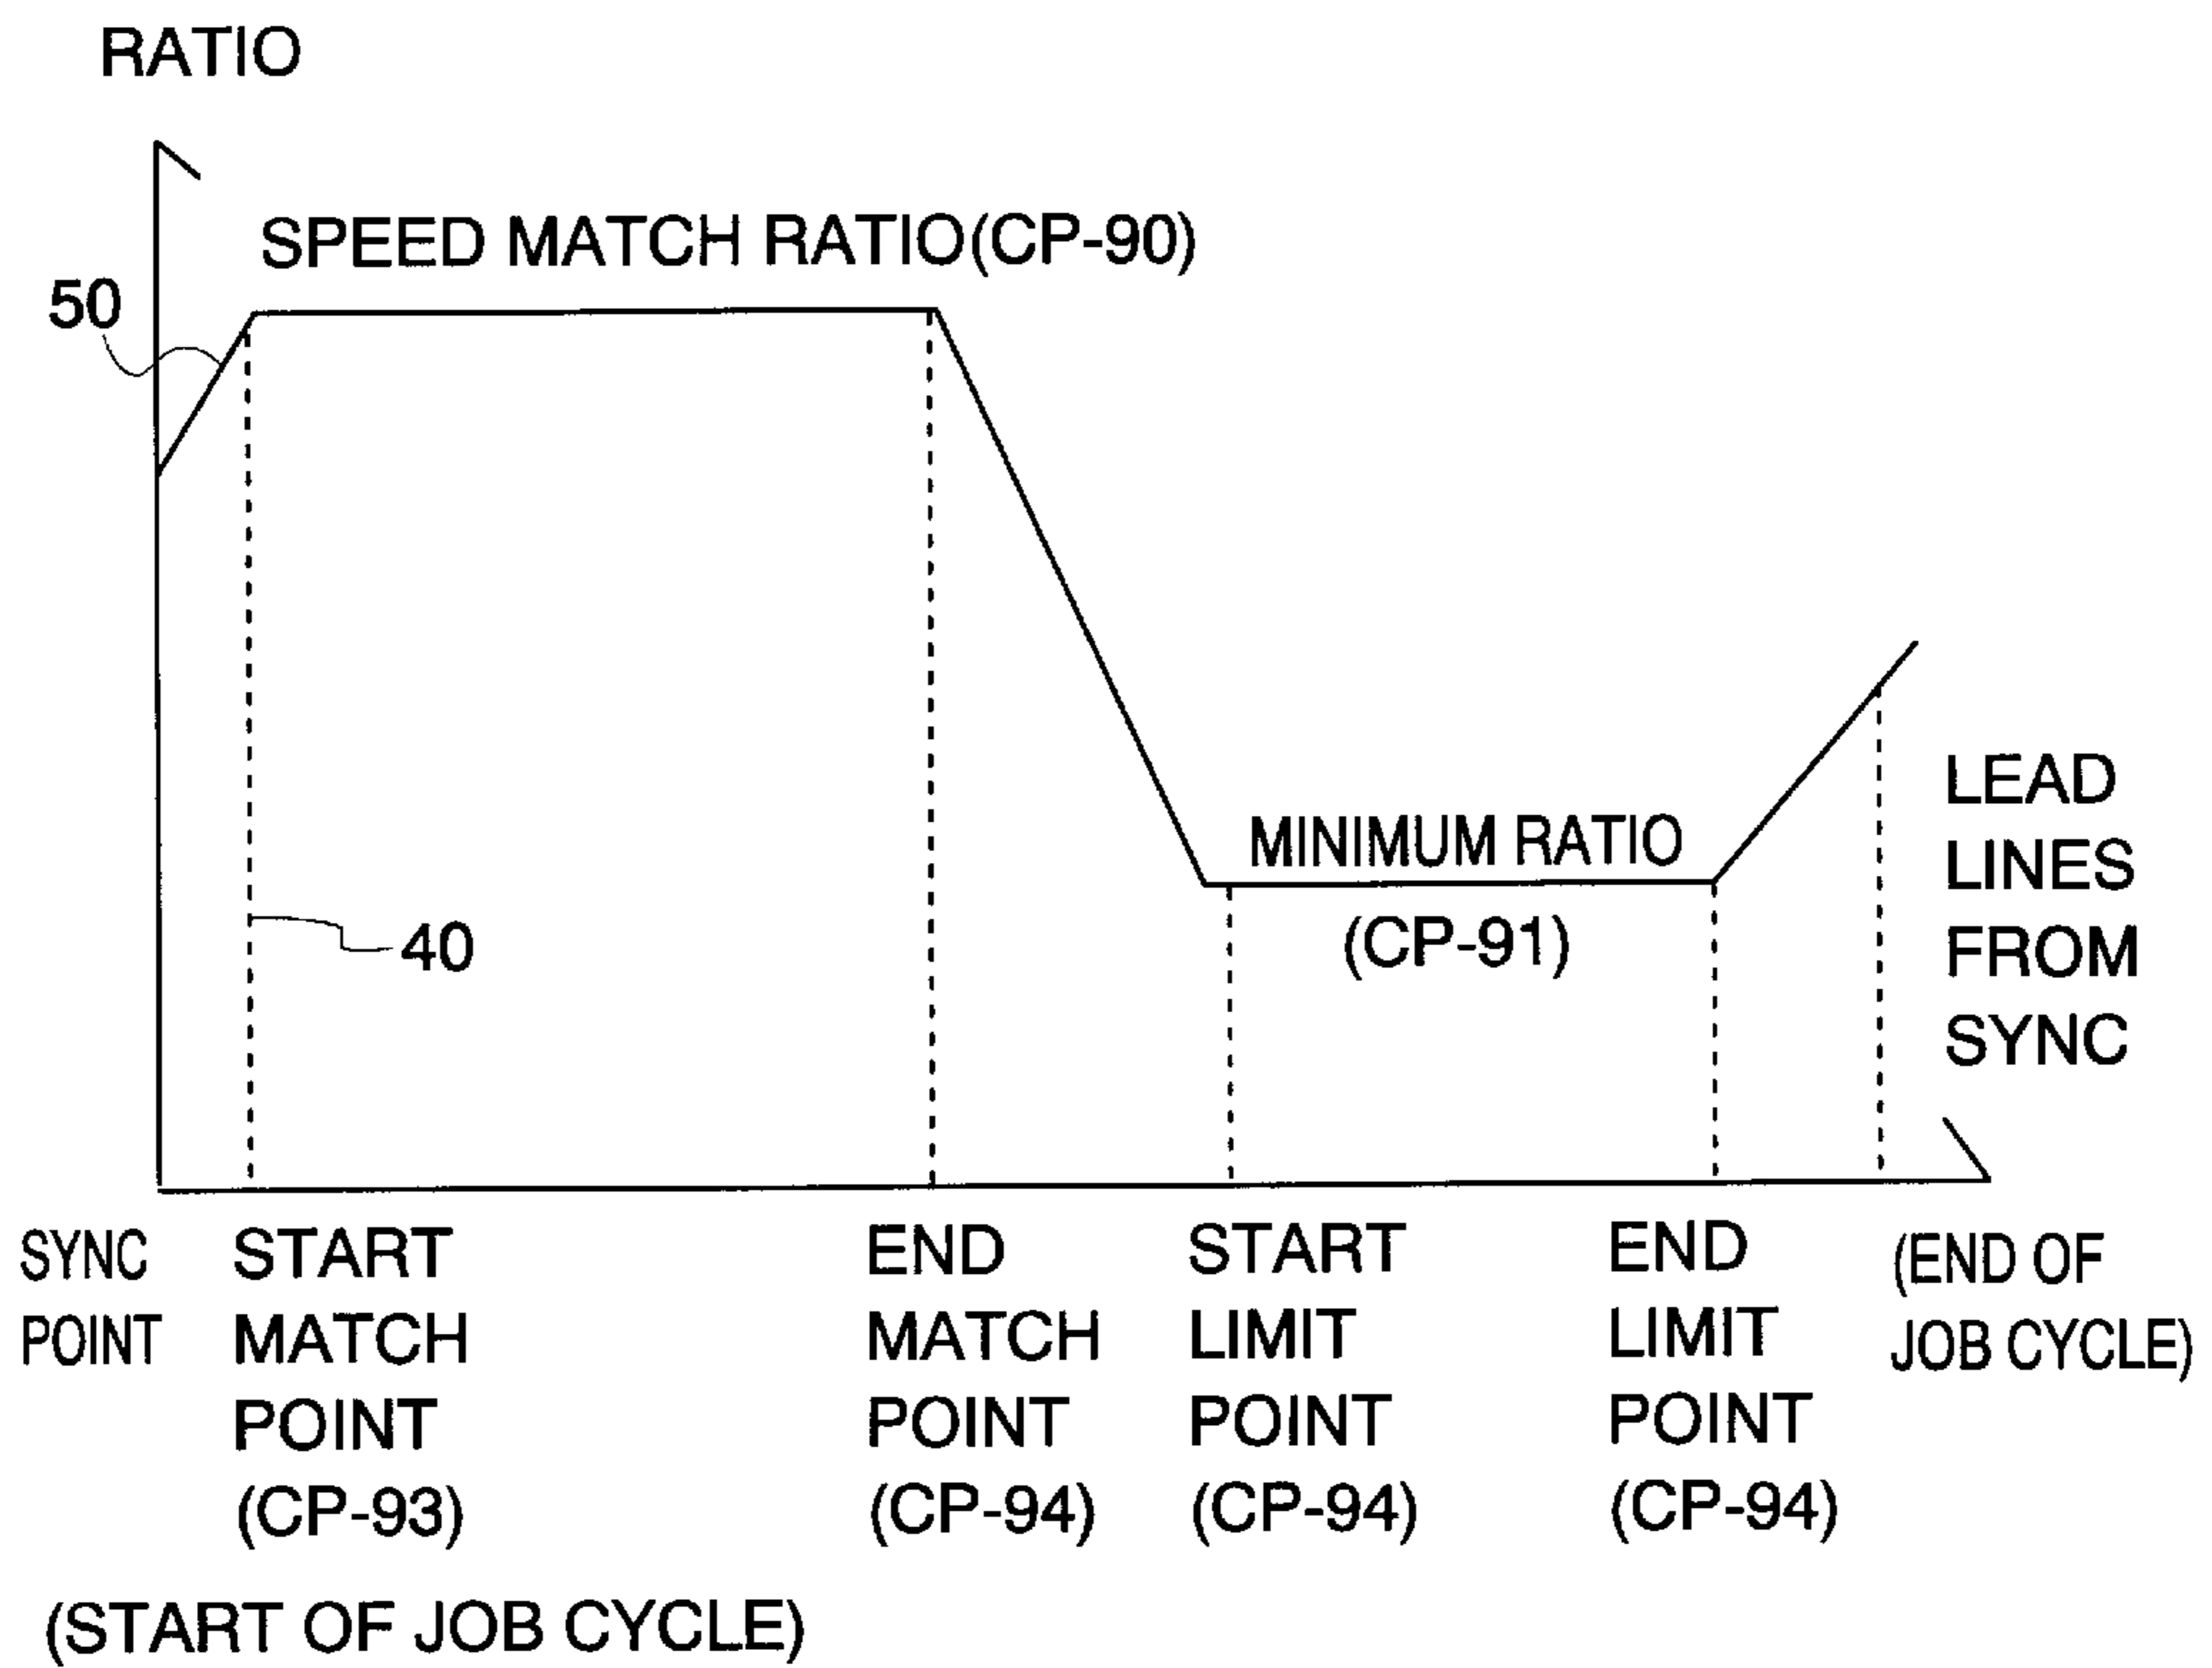 RATIO
SPEED MATCH RATIO(CP-90)
50
MINIMUM RATIO
(CP-91)
40
LEAD
LINES
FROM
SYNC
SYNC
POINT
START
MATCH
POINT
(CP-93)
END
MATCH
POINT
(CP-94)
START
LIMIT
POINT
(CP-94)
END
LIMIT
POINT
(CP-94)
(END OF
JOB CYCLE)
(START OF JOB CYCLE)